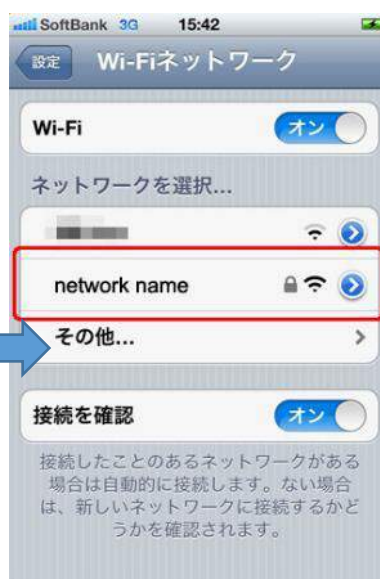 SoftBank 3G 15:42
設定 Wi-Fiネットワーク
Wi-Fi オン
ネットワークを選択...
network name
その他...
接続を確認 オン
接続したことのあるネットワークがある
場合は自動的に接続します。ない場合
は、新しいネットワークに接続するかど
うかを確認されます。